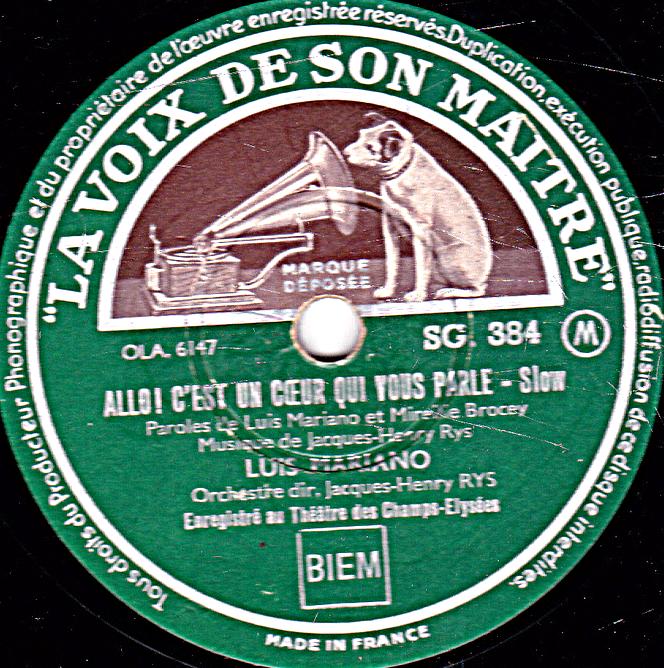 Tous droits du Producteur Phonographique et du propriétaire de l'œuvre enregistrée réservés. Duplication, exécution publique, radiodiffusion de ce disque interdites.
"LA VOIX DE SON MAITRE"
MARQUE
DÉPOSÉE
OLA. 6147
SG. 384
M
ALLO! C'EST UN CŒUR QUI VOUS PARLE - Slow
Paroles de Luis Mariano et Mireille Brocey
Musique de Jacques-Henry Rys
LUIS MARIANO
Orchestre dir. Jacques-Henry RYS
Enregistré au Théâtre des Champs-Elysées
BIEM
MADE IN FRANCE